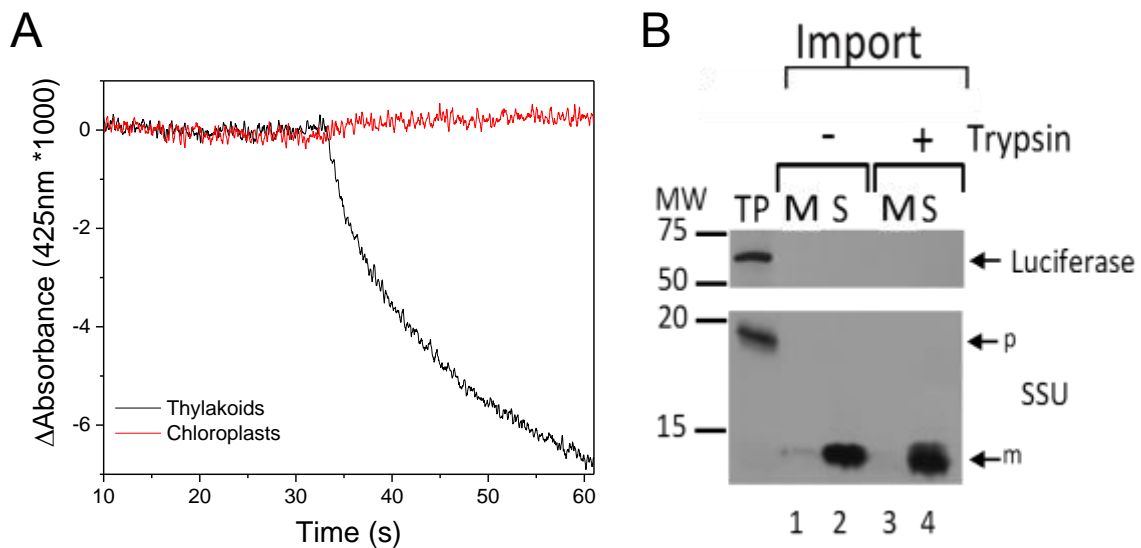 A
ΔAbsorbance (425nm *1000)
0
-2
-4
-6
Thylakoids
Chloroplasts
10 20 30 40 50 60
Time (s)
B
Import
- + Trypsin
MW TP M S M S
75
50
Luciferase
20
15
p
SSU
m
1 2 3 4